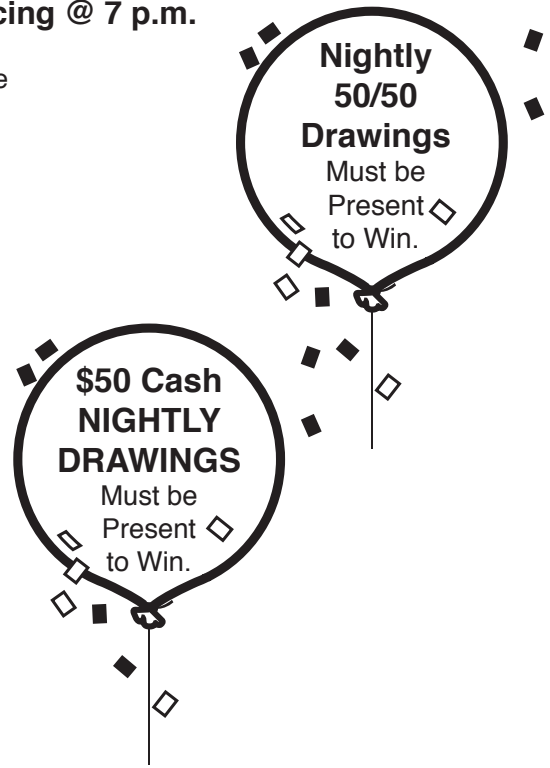 cing @ 7 p.m.
e
Nightly
50/50
Drawings
Must be
Present
to Win.
$50 Cash
NIGHTLY
DRAWINGS
Must be
Present
to Win.